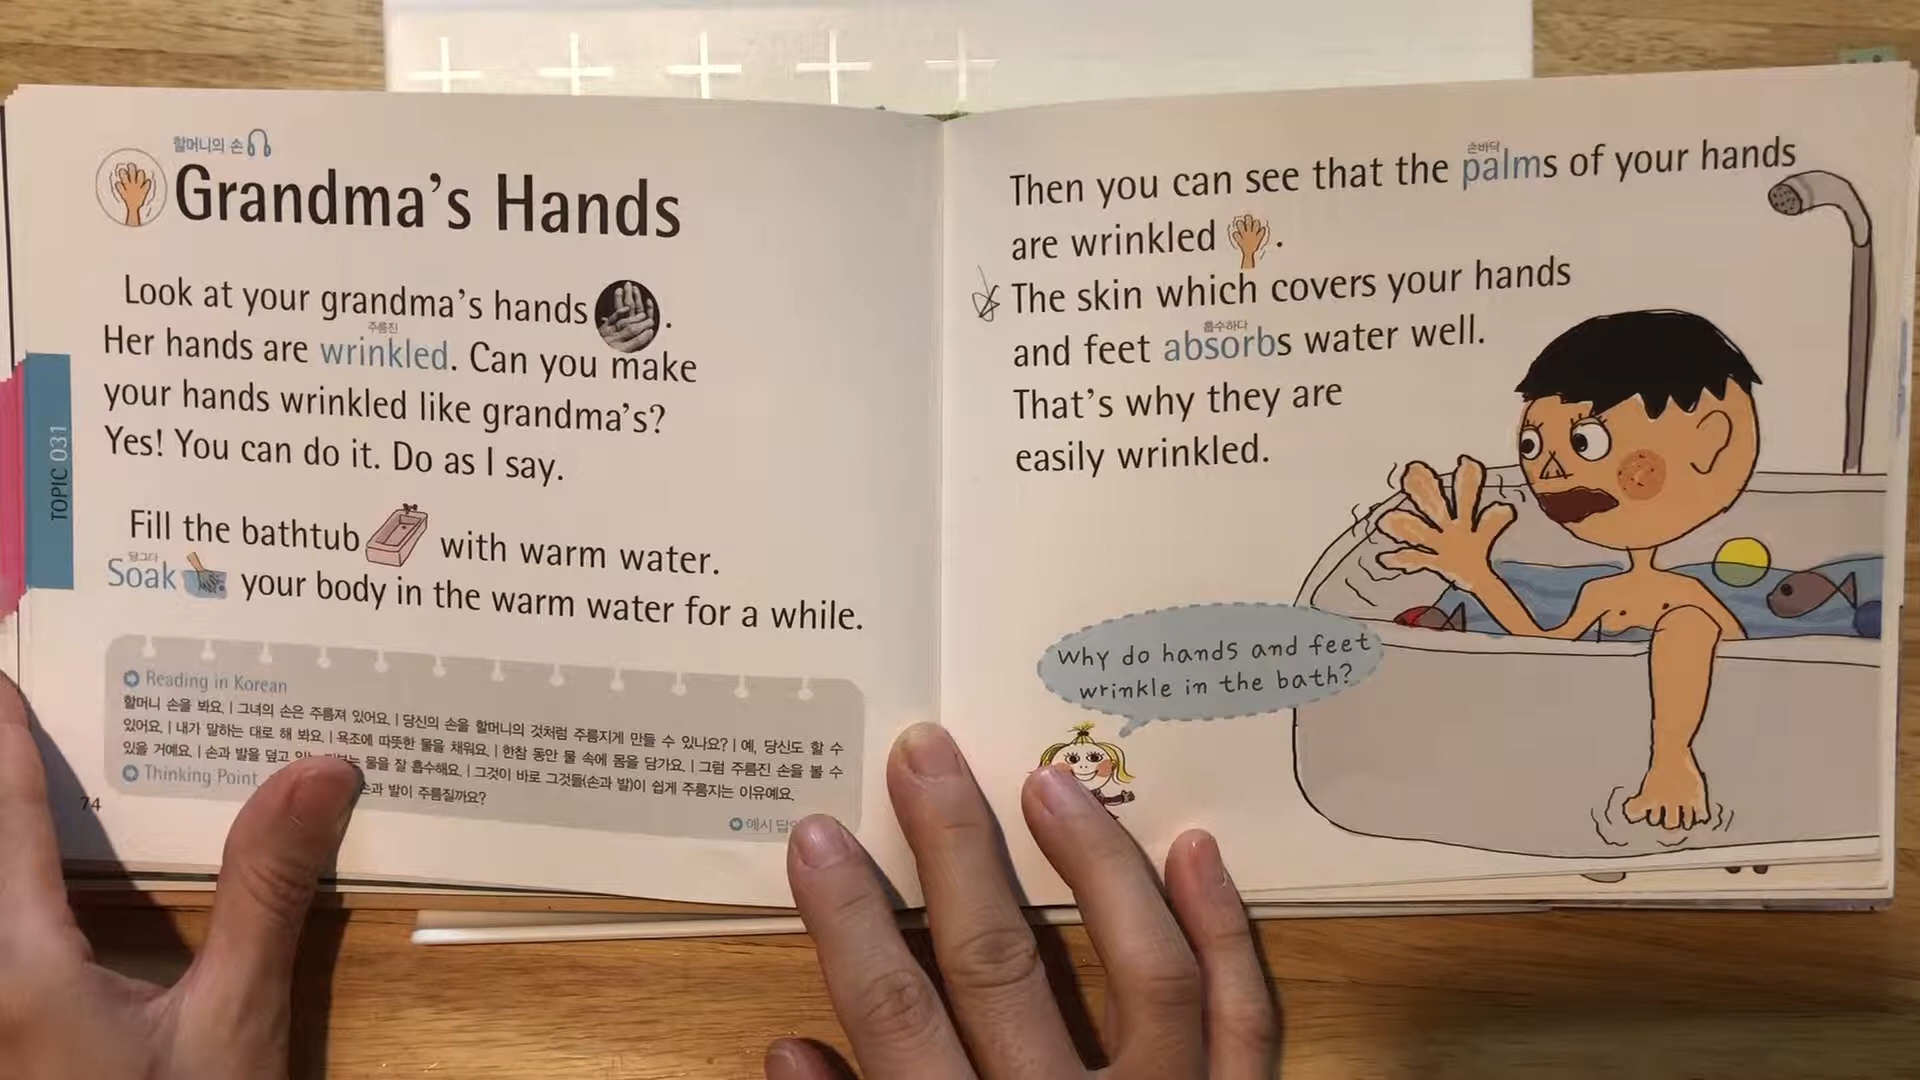 할머니의 손
Grandma's Hands
Look at your grandma's hands .
주름진
Her hands are wrinkled. Can you make
your hands wrinkled like grandma's?
Yes! You can do it. Do as I say.
Fill the bathtub with warm water.
담그다
Soak your body in the warm water for a while.
TOPIC 031
Reading in Korean
할머니 손을 봐요. | 그녀의 손은 주름져 있어요. | 당신의 손을 할머니의 것처럼 주름지게 만들 수 있나요? | 예, 당신도 할 수
있어요. | 내가 말하는 대로 해 봐요. | 욕조에 따뜻한 물을 채워요. | 한참 동안 물 속에 몸을 담가요. | 그럼 주름진 손을 볼 수
있을 거예요. | 손과 발을 덮고 물을 잘 흡수해요. | 그것이 바로 그것들(손과 발)이 쉽게 주름지는 이유예요.
Thinking Point 손과 발이 주름질까요?
예시 답
74
손바닥
Then you can see that the palms of your hands
are wrinkled .
The skin which covers your hands
흡수하다
and feet absorbs water well.
That's why they are
easily wrinkled.
Why do hands and feet
wrinkle in the bath?